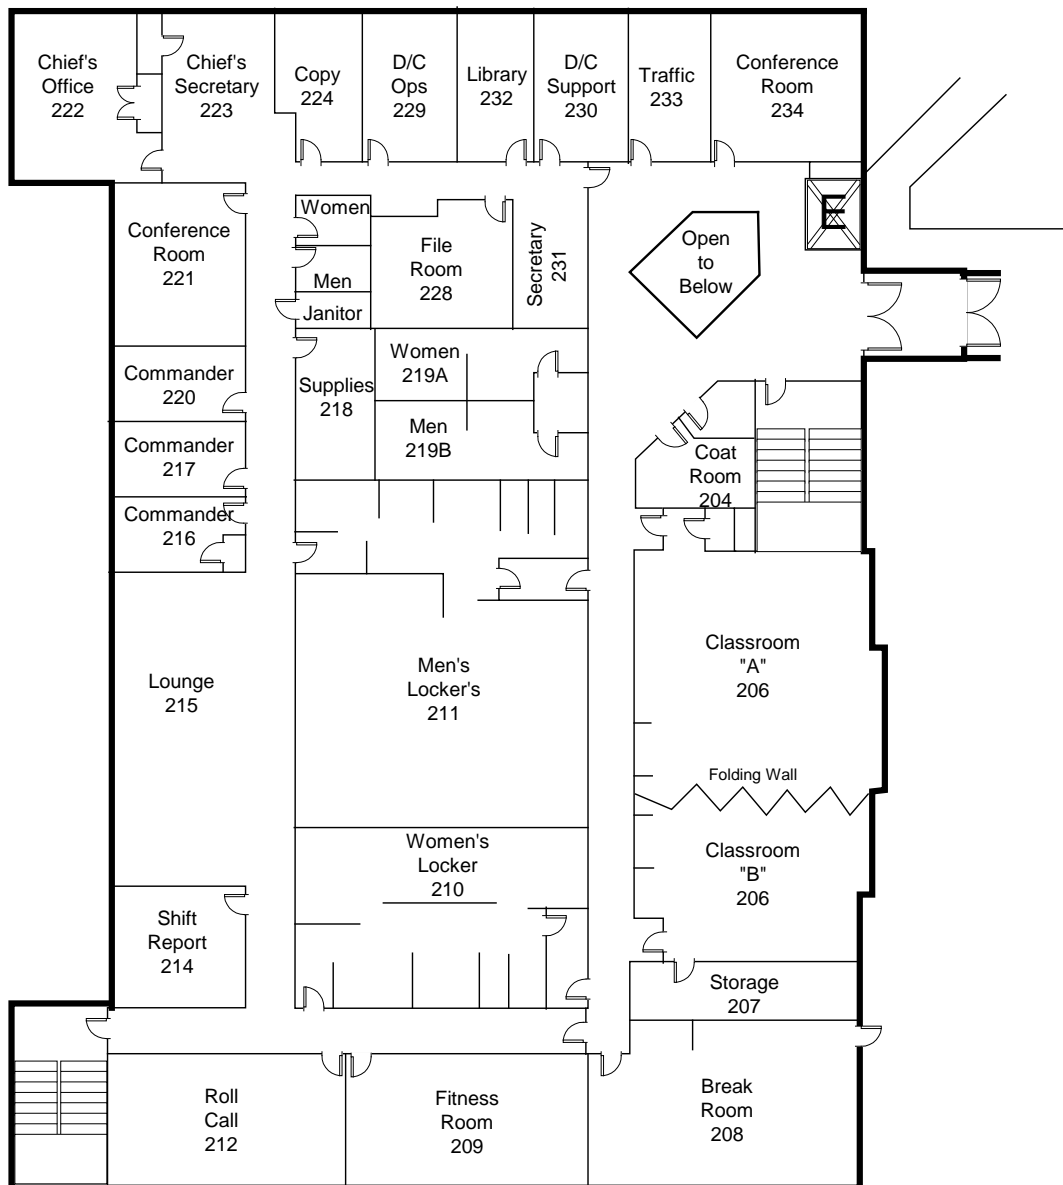 Chief's
Office
222
Chief's
Secretary
223
Copy
224
D/C
Ops
229
Library
232
D/C
Support
230
Traffic
233
Conference
Room
234
Conference
Room
221
Women
Men
Janitor
File
Room
228
Secretary
231
Open
to
Below
E
Commander
220
Commander
217
Commander
216
Supplies
218
Women
219A
Men
219B
Coat
Room
204
Lounge
215
Men's
Locker's
211
Classroom
"A"
206
Folding Wall
Classroom
"B"
206
Women's
Locker
210
Shift
Report
214
Storage
207
Roll
Call
212
Fitness
Room
209
Break
Room
208